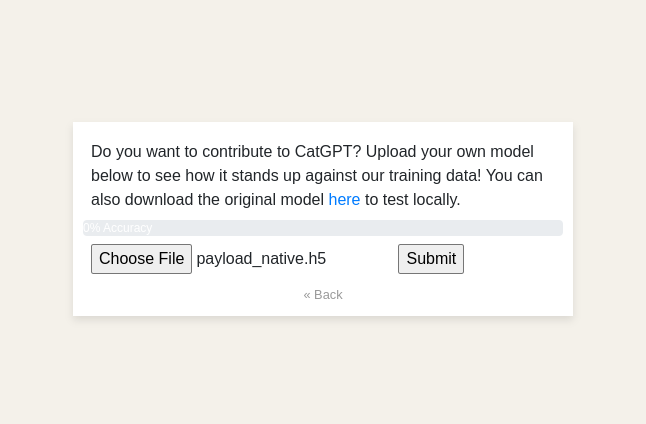 Do you want to contribute to CatGPT? Upload your own model
below to see how it stands up against our training data! You can
also download the original model here to test locally.
0% Accuracy
Choose File payload_native.h5 Submit
« Back